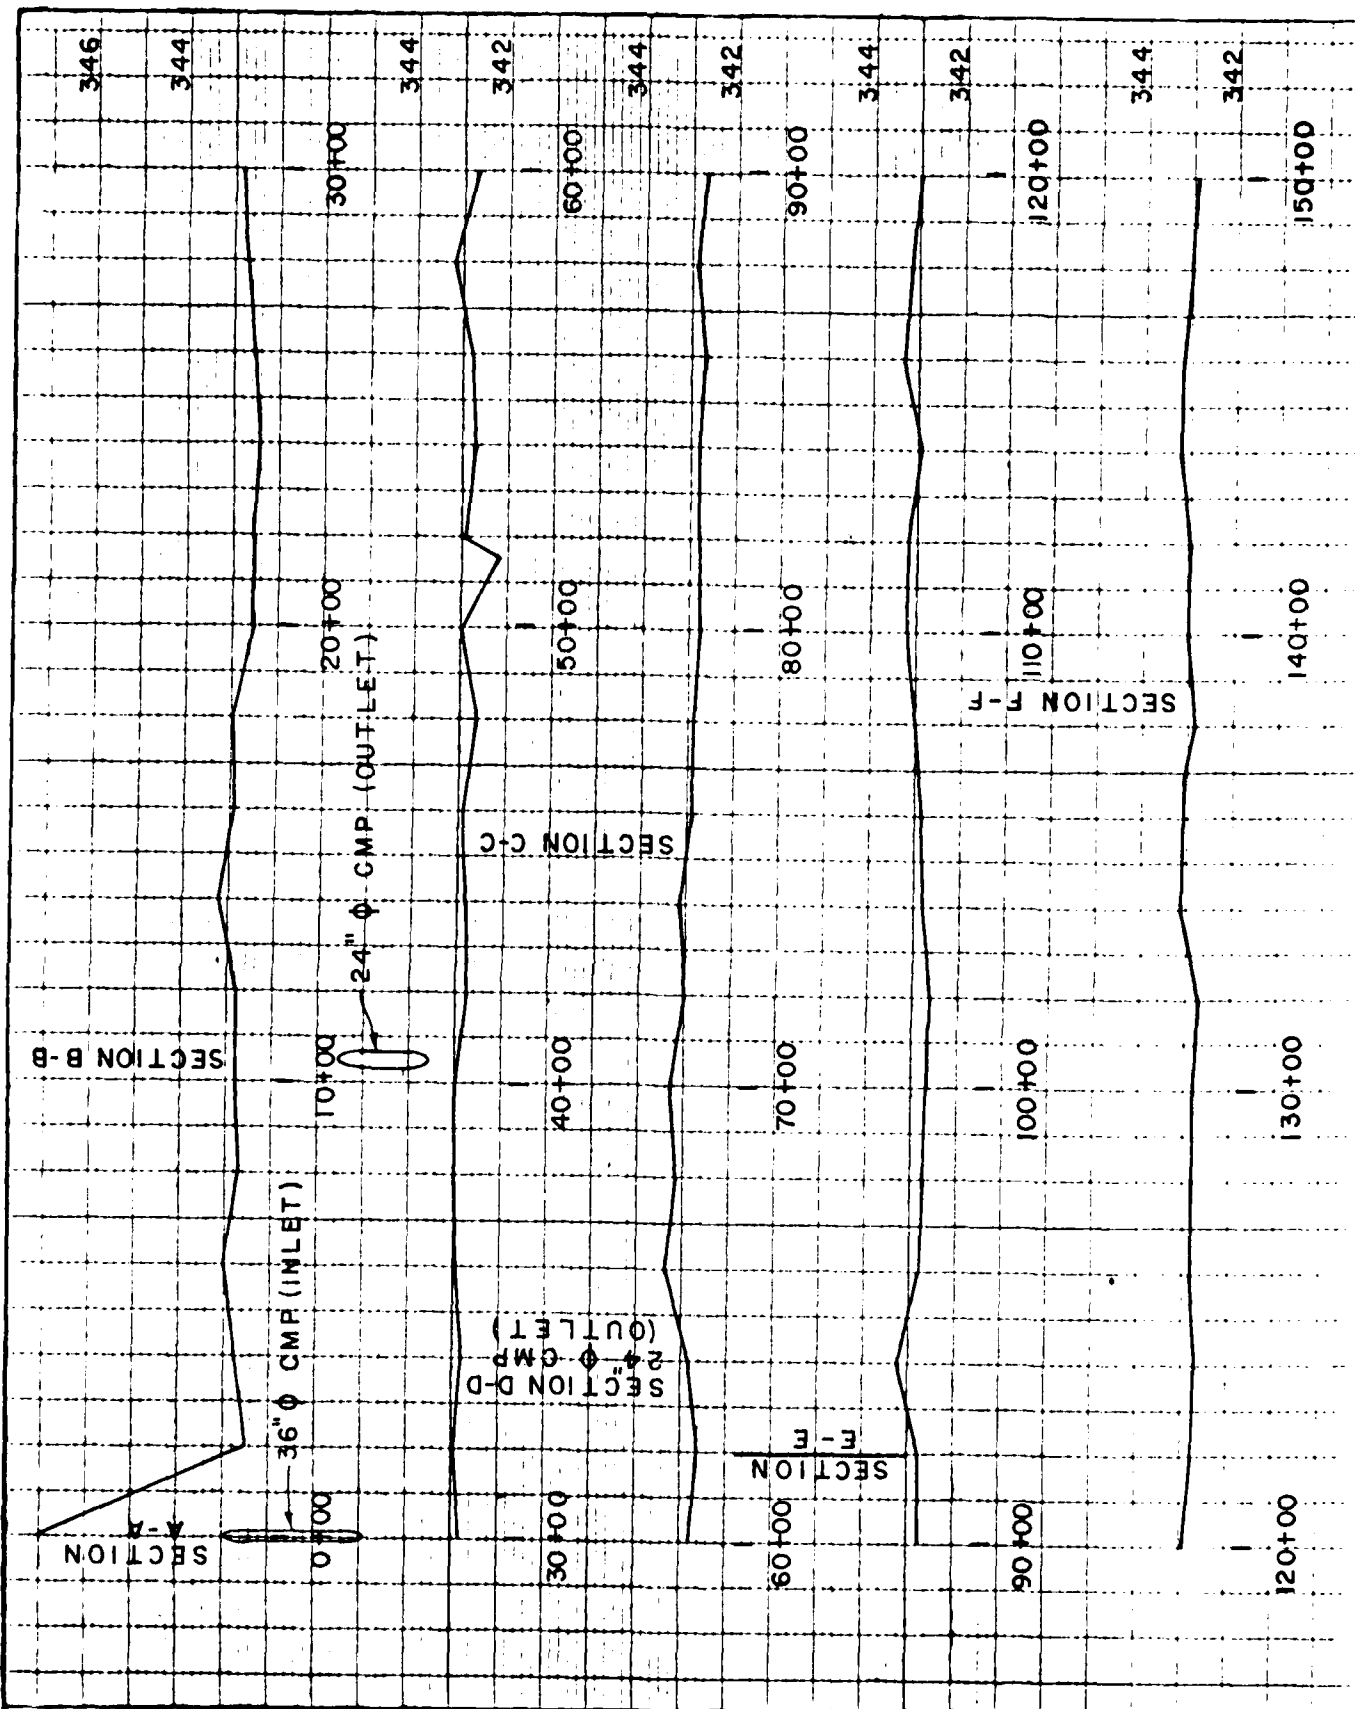 346
344
SECTION A-A
36" φ CMP (INLET)
SECTION B-B
0+00
10+00
20+00
30+00
24" φ CMP (OUTLET)
344
342
SECTION C-C
30+00
40+00
50+00
60+00
344
342
SECTION D-D
24" φ CMP
(OUTLET)
60+00
70+00
80+00
90+00
344
342
SECTION
E-E
SECTION F-F
90+00
100+00
110+00
120+00
344
342
120+00
130+00
140+00
150+00